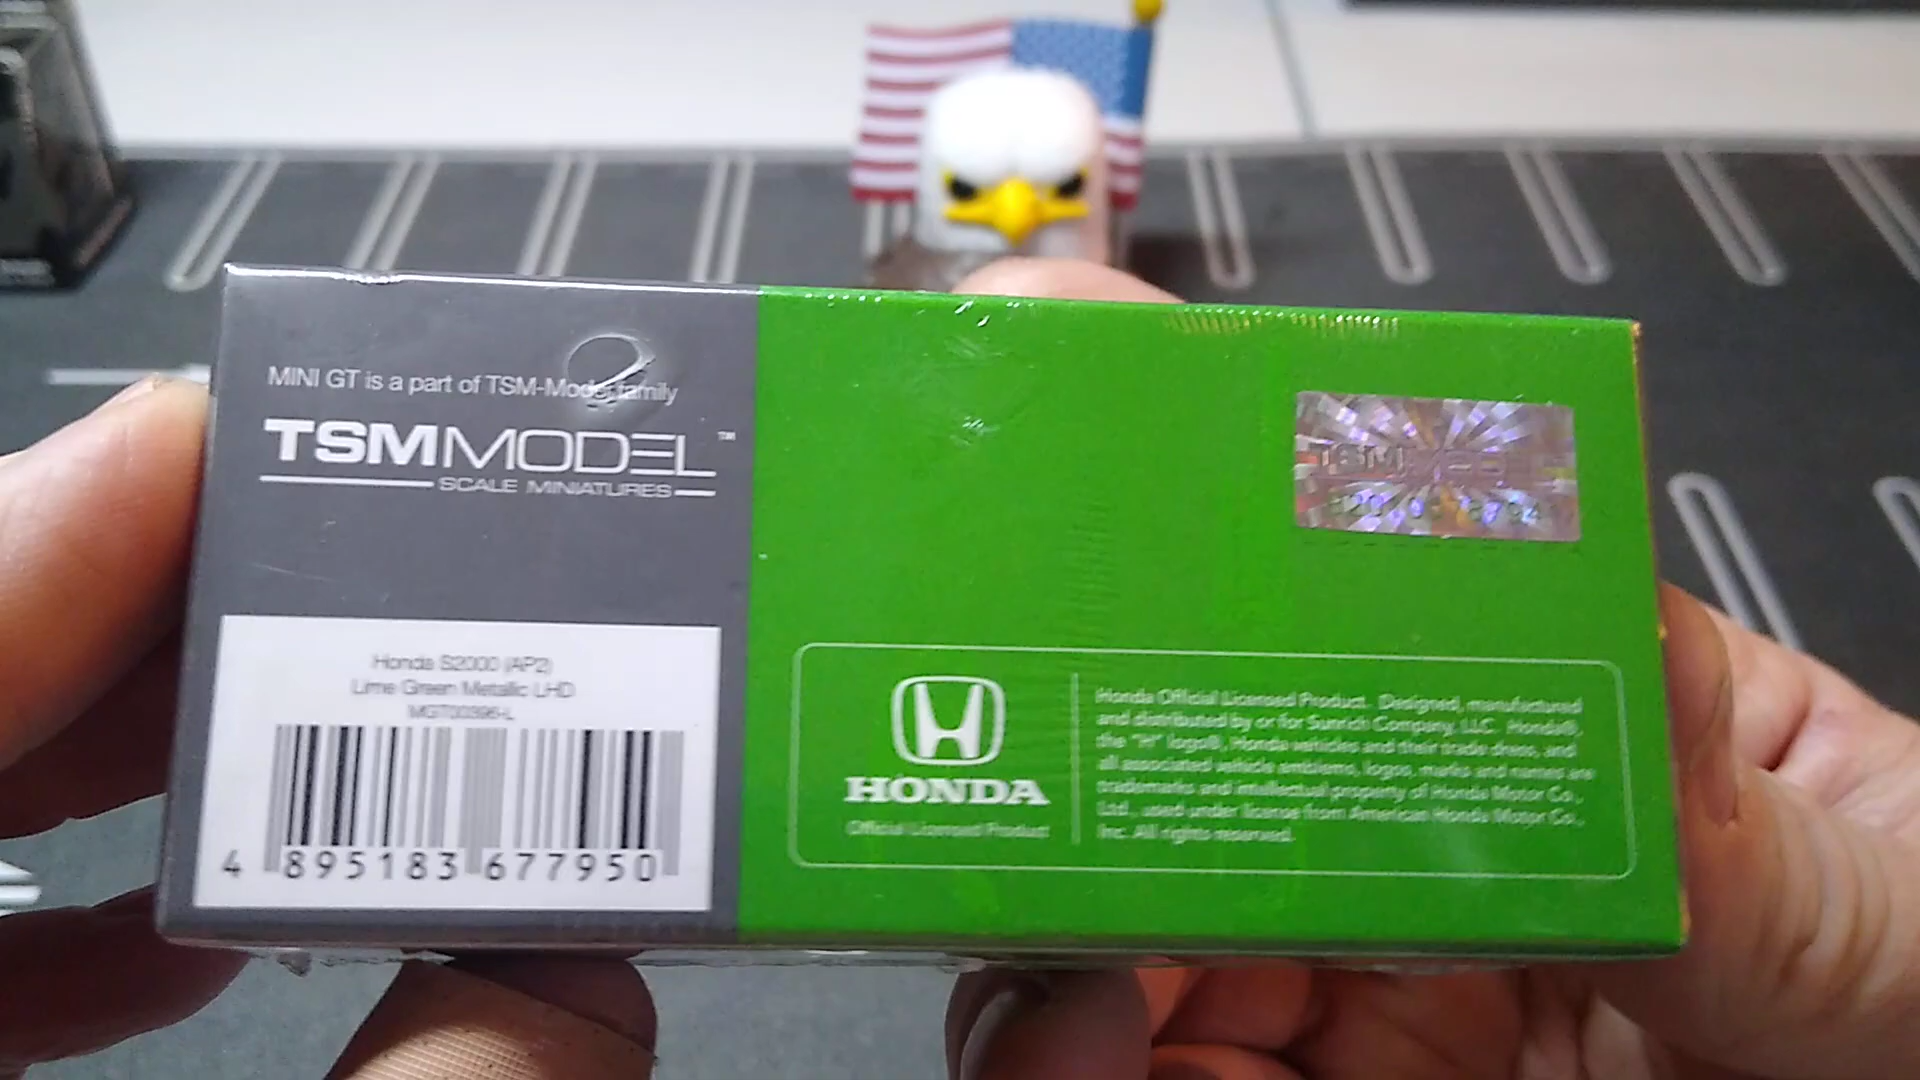 MINI GT is a part of TSM-Model family
TSMMODEL™
SCALE MINIATURES
Honda S2000 (AP2)
Lime Green Metallic LHD
MGT00396-L
4 895183 677950
TSMMODEL
HONDA
Official Licensed Product
Honda Official Licensed Product. Designed, manufactured
and distributed by or for Sunrich Company, LLC. Honda®,
the "H" logo®, Honda vehicles and their trade dress, and
all associated vehicle emblems, logos, marks and names are
trademarks and intellectual property of Honda Motor Co.,
Ltd., used under license from American Honda Motor Co.,
Inc. All rights reserved.